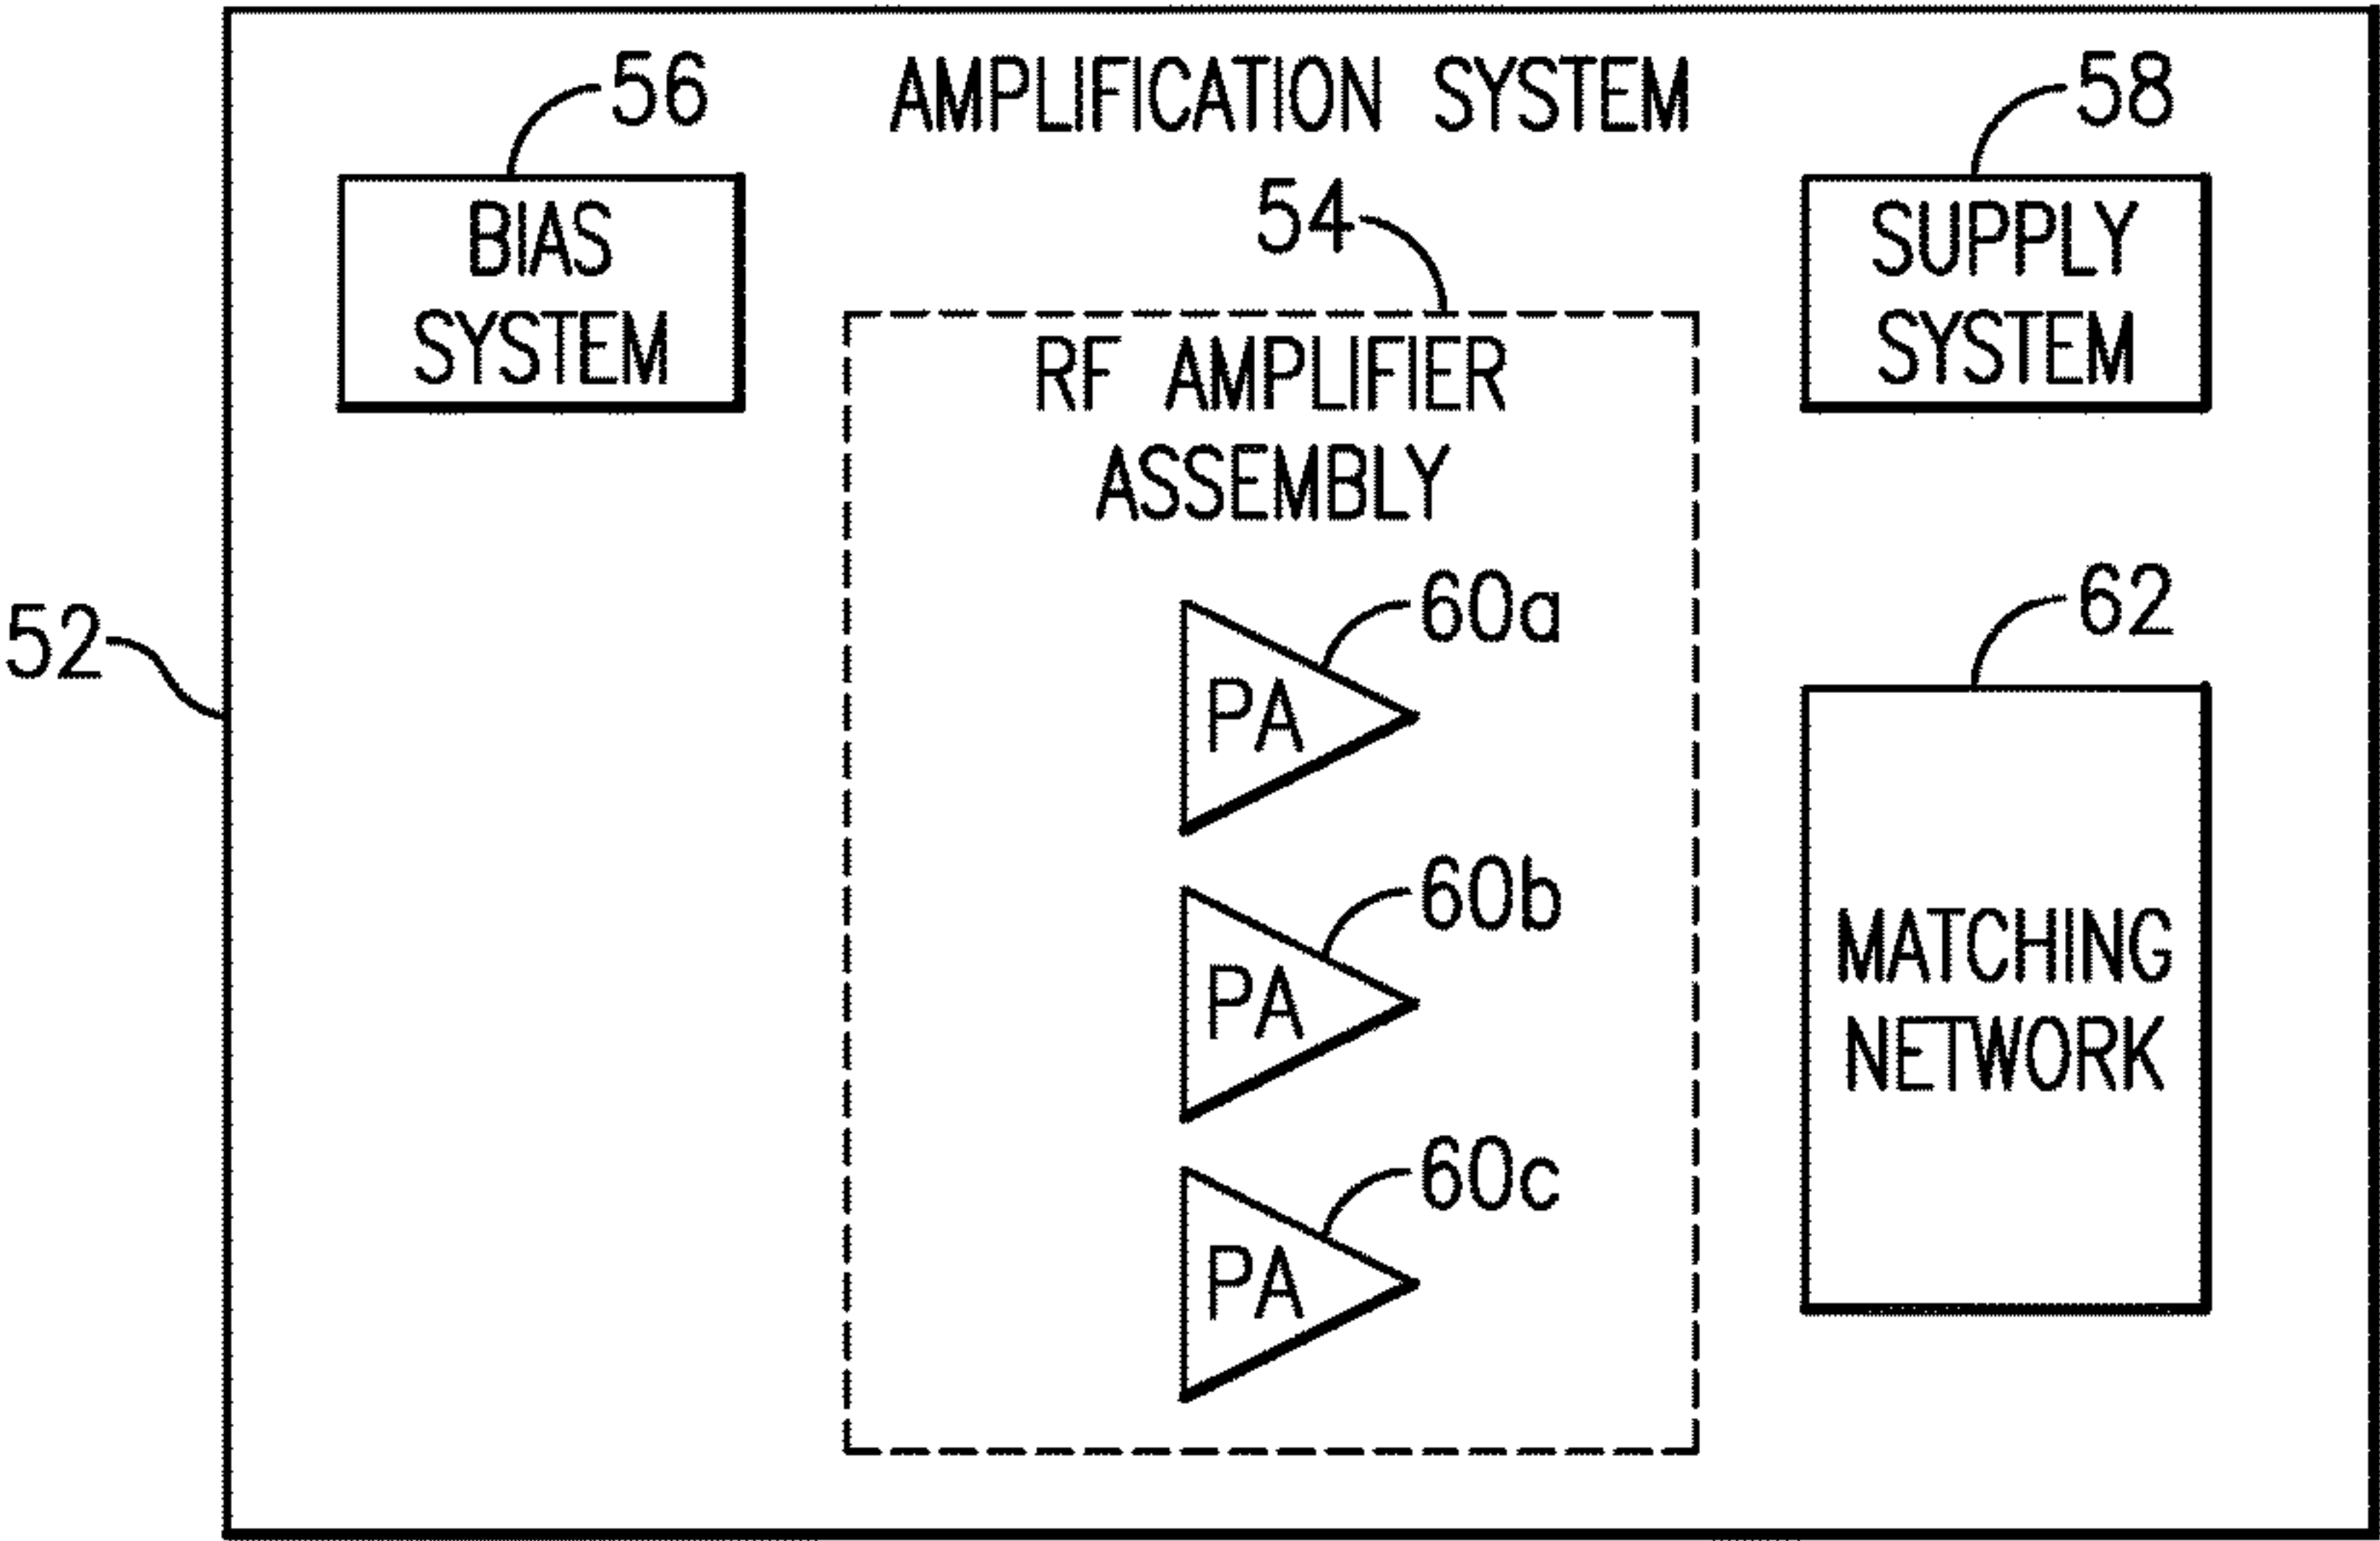 AMPLIFICATION SYSTEM
56
BIAS
SYSTEM
58
SUPPLY
SYSTEM
54
RF AMPLIFIER
ASSEMBLY
52
60a
PA
60b
PA
60c
PA
62
MATCHING
NETWORK